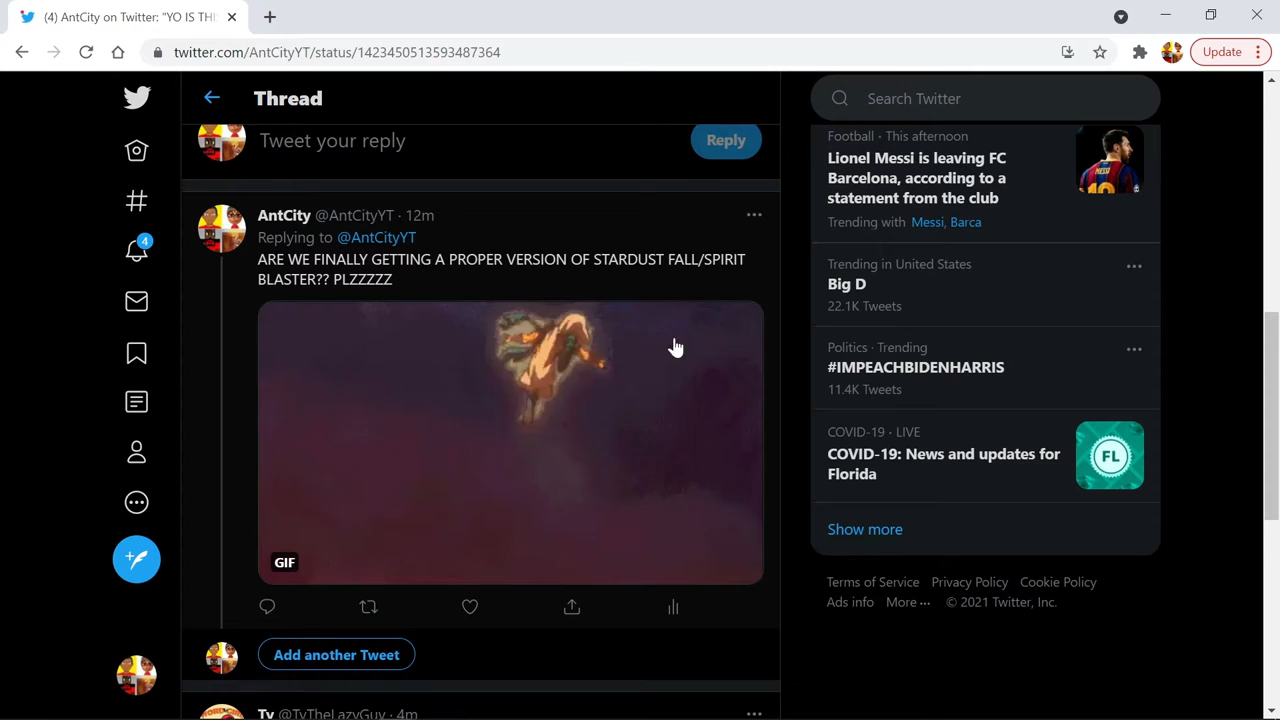 (4) AntCity on Twitter: "YO IS THI
twitter.com/AntCityYT/status/1423450513593487364
Update
Thread
Search Twitter
Tweet your reply
Reply
AntCity @AntCityYT · 12m
Replying to @AntCityYT
ARE WE FINALLY GETTING A PROPER VERSION OF STARDUST FALL/SPIRIT
BLASTER?? PLZZZZZ
GIF
Add another Tweet
Ty @TyTheLazyGuy · 4m
4
Football · This afternoon
Lionel Messi is leaving FC
Barcelona, according to a
statement from the club
Trending with Messi, Barca
Trending in United States
Big D
22.1K Tweets
Politics · Trending
#IMPEACHBIDENHARRIS
11.4K Tweets
COVID-19 · LIVE
COVID-19: News and updates for
Florida
FL
Show more
Terms of Service Privacy Policy Cookie Policy
Ads info More ··· © 2021 Twitter, Inc.